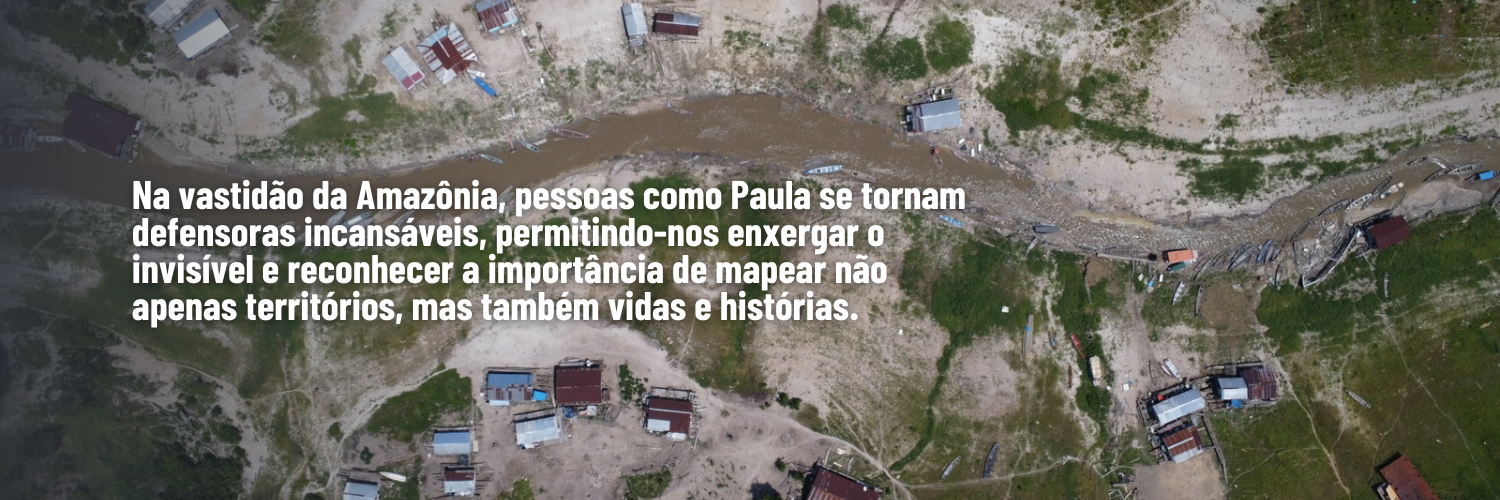 Na vastidão da Amazônia, pessoas como Paula se tornam
defensoras incansáveis, permitindo-nos enxergar o
invisível e reconhecer a importância de mapear não
apenas territórios, mas também vidas e histórias.